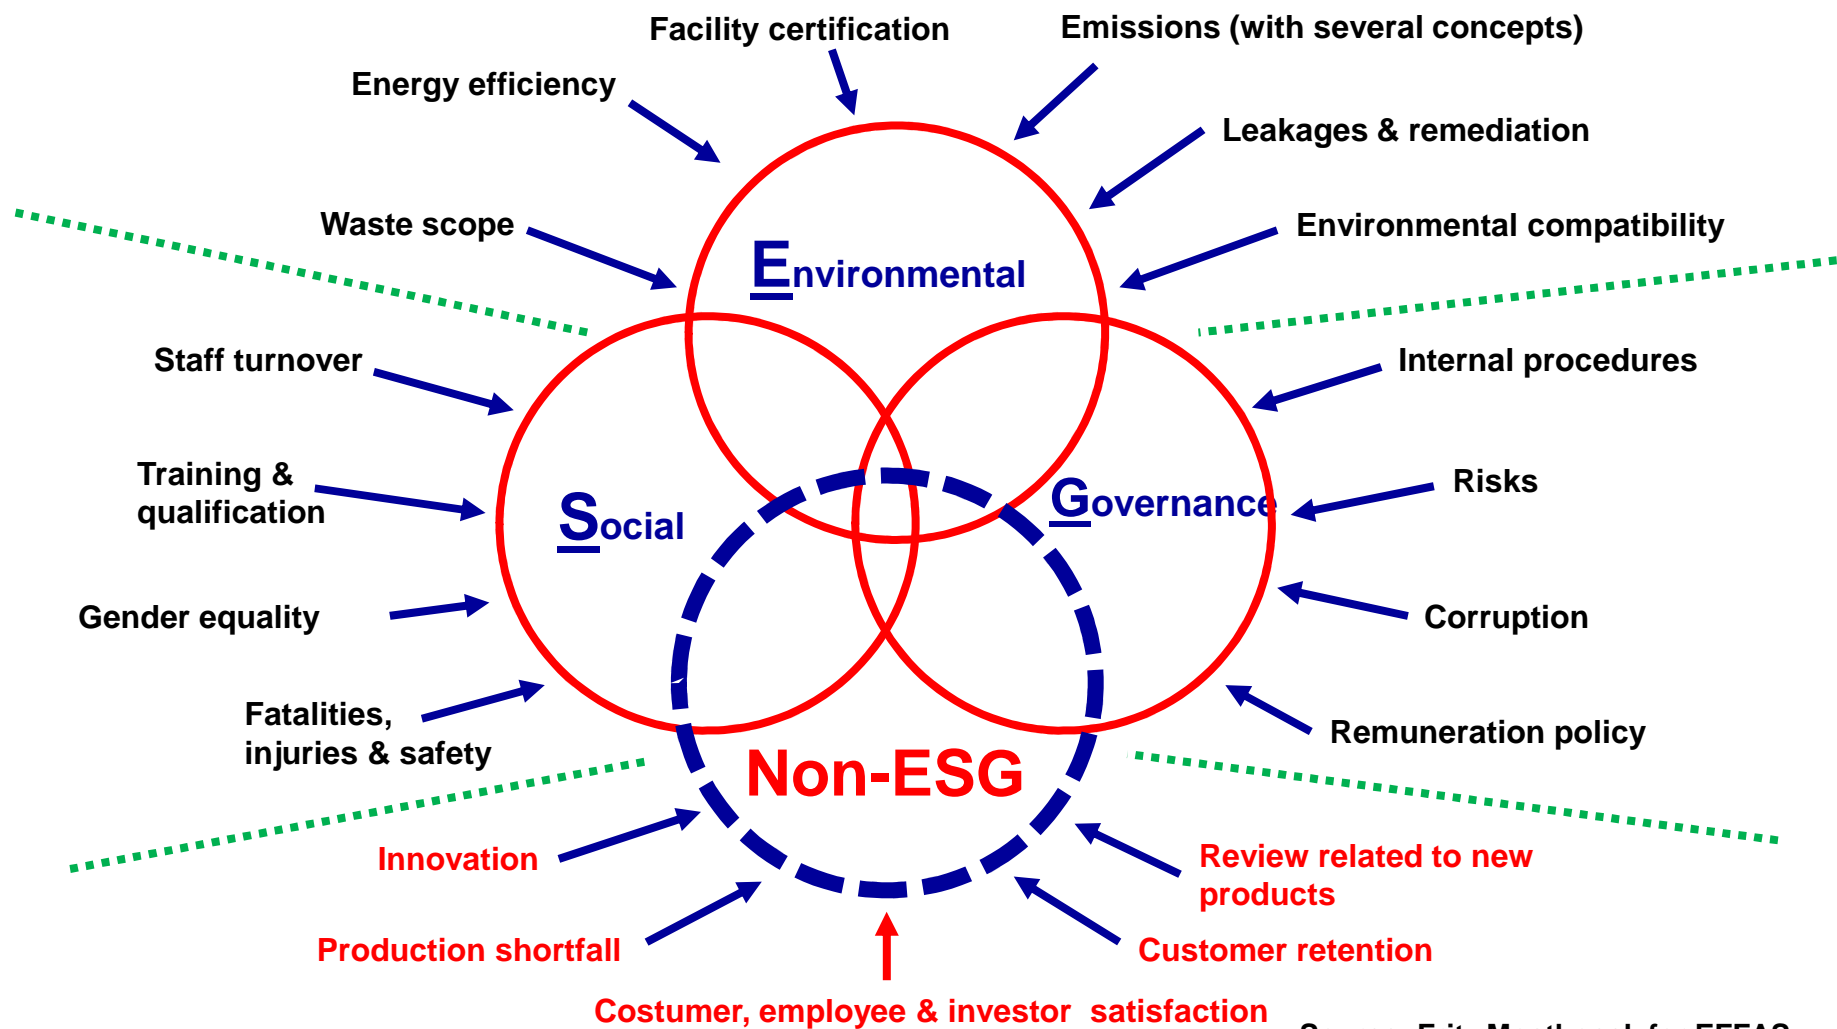 Facility certification
Emissions (with several concepts)
Energy efficiency
Leakages & remediation
Waste scope
Environmental compatibility
Environmental
Staff turnover
Internal procedures
Training &
qualification
Risks
Social
Governance
Gender equality
Corruption
Fatalities,
injuries & safety
Remuneration policy
Non-ESG
Innovation
Review related to new
products
Production shortfall
Customer retention
Costumer, employee & investor satisfaction